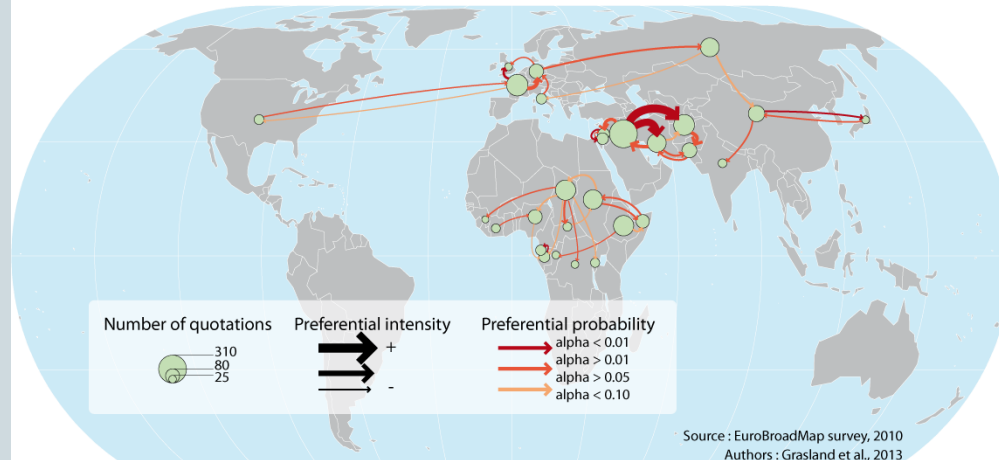 Number of quotations
310
80
25
Preferential intensity
+
-
Preferential probability
alpha < 0.01
alpha > 0.01
alpha > 0.05
alpha < 0.10
Source : EuroBroadMap survey, 2010
Authors : Grasland et al., 2013